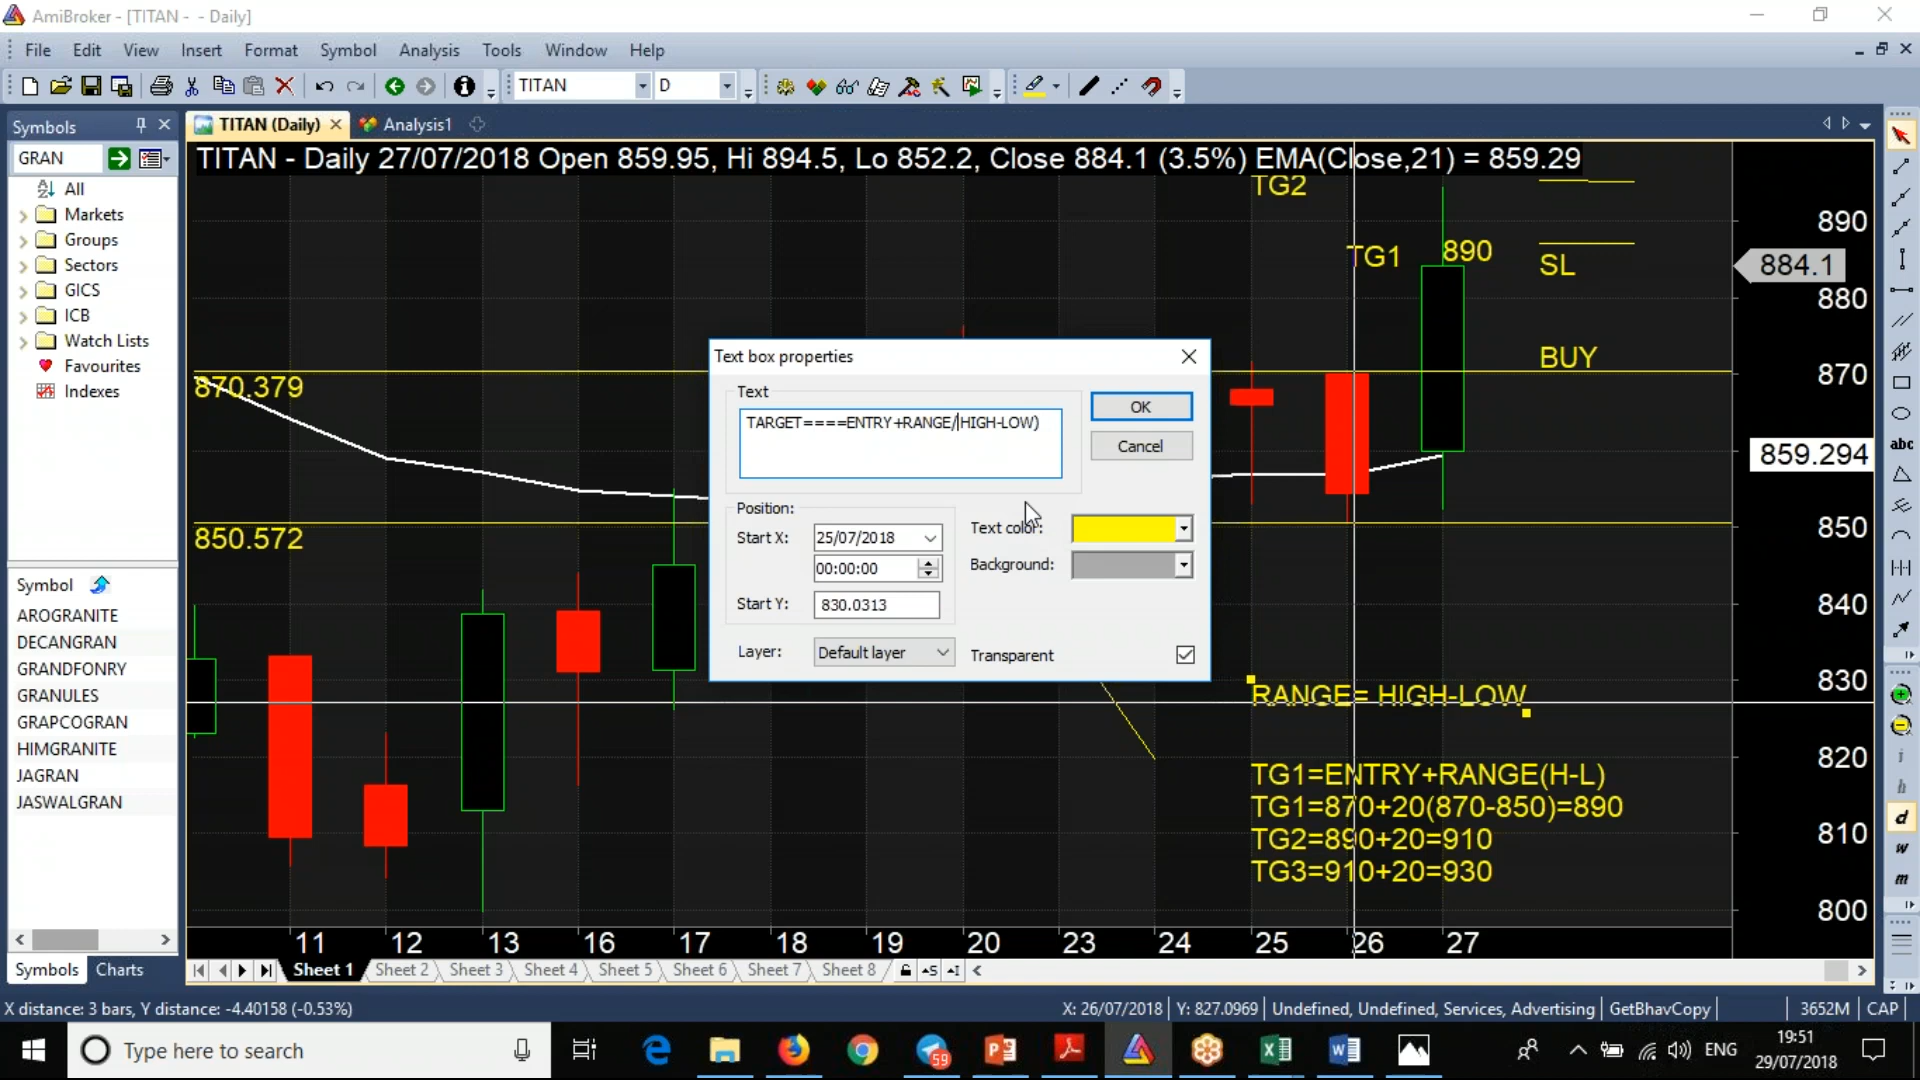 AmiBroker - [TITAN - - Daily]
File Edit View Insert Format Symbol Analysis Tools Window Help
TITAN D
Symbols
TITAN (Daily) Analysis1
GRAN
TITAN - Daily 27/07/2018 Open 859.95, Hi 894.5, Lo 852.2, Close 884.1 (3.5%) EMA(Close,21) = 859.29
All
Markets
Groups
Sectors
GICS
ICB
Watch Lists
Favourites
Indexes
Symbol
AROGRANITE
DECANGRAN
GRANDFONRY
GRANULES
GRAPCOGRAN
HIMGRANITE
JAGRAN
JASWALGRAN
Symbols Charts
TG2
TG1 890
SL
BUY
870.379
850.572
890
884.1
880
870
859.294
850
840
830
820
810
800
Text box properties
Text
TARGET====ENTRY+RANGE/HIGH-LOW)
OK
Cancel
Position:
Start X: 25/07/2018
00:00:00
Start Y: 830.0313
Layer: Default layer
Text color:
Background:
Transparent
RANGE= HIGH-LOW
TG1=ENTRY+RANGE(H-L)
TG1=870+20(870-850)=890
TG2=890+20=910
TG3=910+20=930
11 12 13 16 17 18 19 20 23 24 25 26 27
Sheet 1 Sheet 2 Sheet 3 Sheet 4 Sheet 5 Sheet 6 Sheet 7 Sheet 8
abc
i
h
d
w
m
X distance: 3 bars, Y distance: -4.40158 (-0.53%)
X: 26/07/2018 Y: 827.0969 Undefined, Undefined, Services, Advertising GetBhavCopy 3652M CAP
Type here to search
59
ENG
19:51
29/07/2018